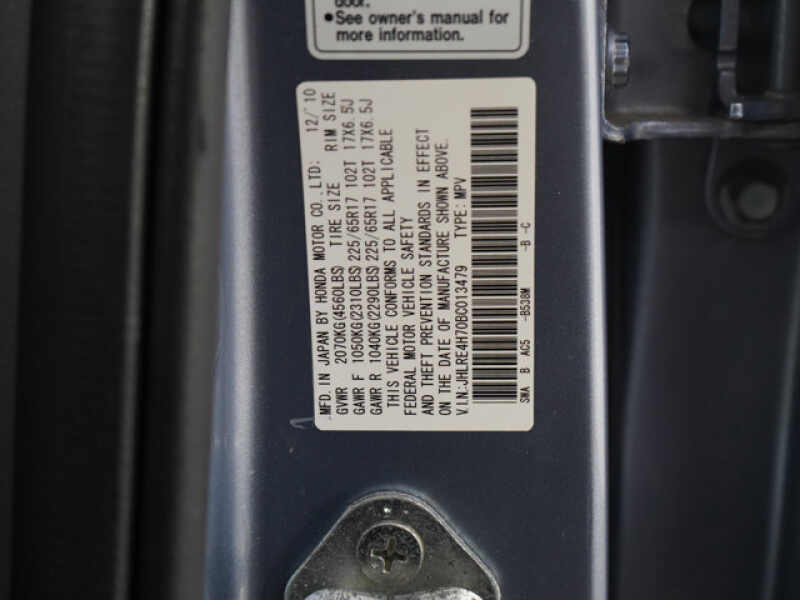 door.
•See owner's manual for
more information.
MFD. IN JAPAN BY HONDA MOTOR CO., LTD: 12/'10
GVWR 2070KG(4560LBS) TIRE SIZE RIM SIZE
GAWR F 1050KG(2310LBS) 225/65R17 102T 17X6.5J
GAWR R 1040KG(2290LBS) 225/65R17 102T 17X6.5J
THIS VEHICLE CONFORMS TO ALL APPLICABLE
FEDERAL MOTOR VEHICLE SAFETY
AND THEFT PREVENTION STANDARDS IN EFFECT
ON THE DATE OF MANUFACTURE SHOWN ABOVE.
V.I.N.: JHLRE4H70BC013479 TYPE: MPV
SWA B AC5 -B538M -B -C